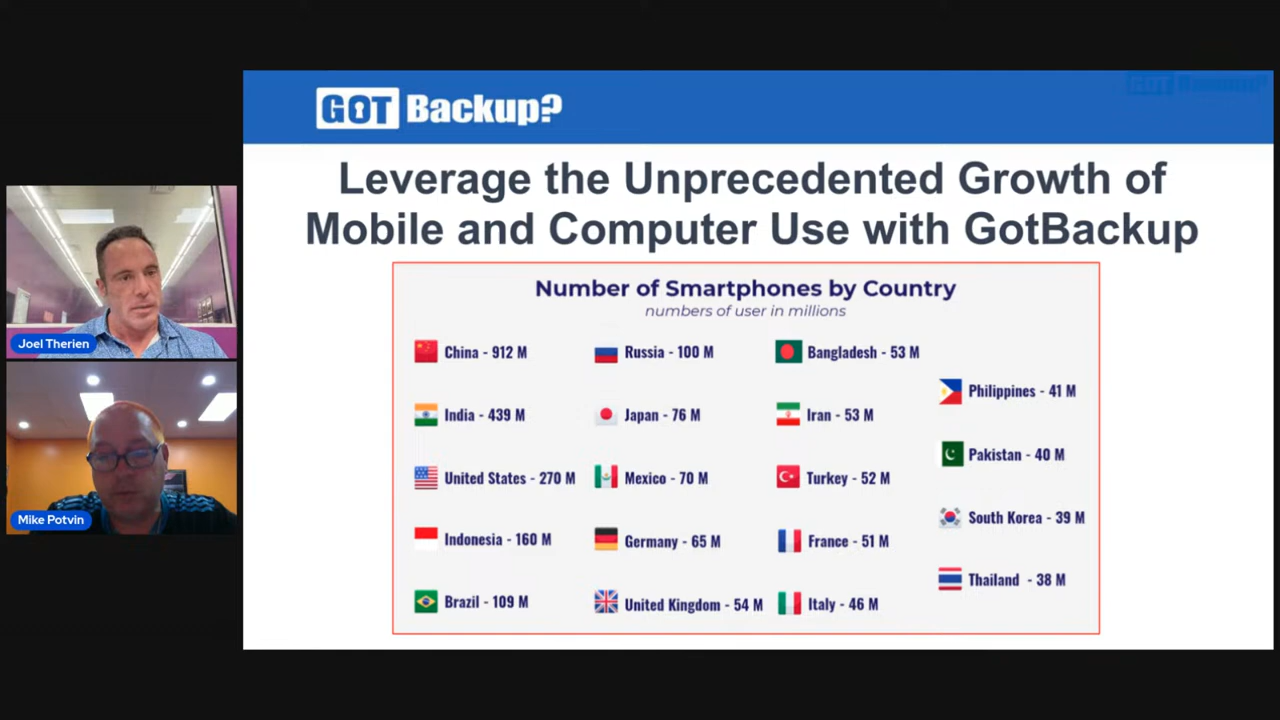 GOT Backup?
GOT Backup?
Leverage the Unprecedented Growth of
Mobile and Computer Use with GotBackup
Number of Smartphones by Country
numbers of user in millions
China - 912 M
India - 439 M
United States - 270 M
Indonesia - 160 M
Brazil - 109 M
Russia - 100 M
Japan - 76 M
Mexico - 70 M
Germany - 65 M
United Kingdom - 54 M
Bangladesh - 53 M
Iran - 53 M
Turkey - 52 M
France - 51 M
Italy - 46 M
Philippines - 41 M
Pakistan - 40 M
South Korea - 39 M
Thailand - 38 M
Joel Therien
Mike Potvin